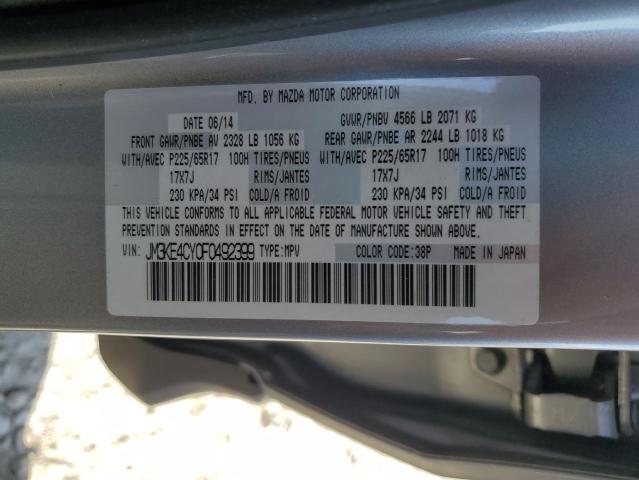 MFD. BY MAZDA MOTOR CORPORATION
DATE 06/14 GVWR/PNBV 4566 LB 2071 KG
FRONT GAWR/PNBE AV 2328 LB 1056 KG REAR GAWR/PNBE AR 2244 LB 1018 KG
WITH/AVEC P225/65R17 100H TIRES/PNEUS WITH/AVEC P225/65R17 100H TIRES/PNEUS
17X7J RIMS/JANTES 17X7J RIMS/JANTES
230 KPA/34 PSI COLD/A FROID 230 KPA/34 PSI COLD/A FROID
THIS VEHICLE CONFORMS TO ALL APPLICABLE FEDERAL MOTOR VEHICLE SAFETY AND THEFT
PREVENTION STANDARDS IN EFFECT ON THE DATE OF MANUFACTURE SHOWN ABOVE.
VIN: JM3KE4CY0F0492399 TYPE:MPV COLOR CODE:38P MADE IN JAPAN